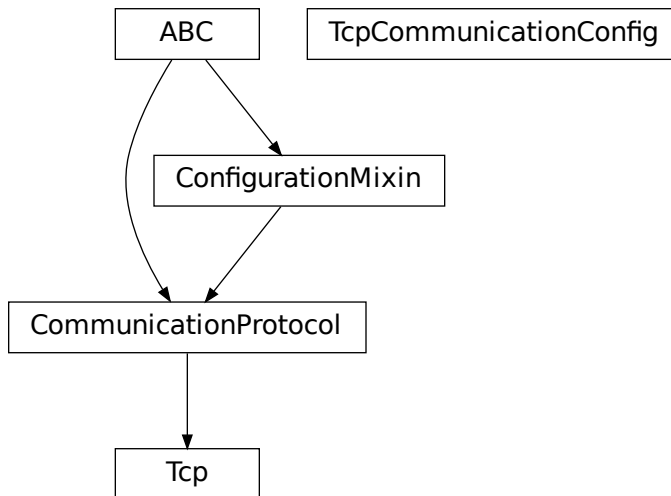 ABC
TcpCommunicationConfig
ConfigurationMixin
CommunicationProtocol
Tcp